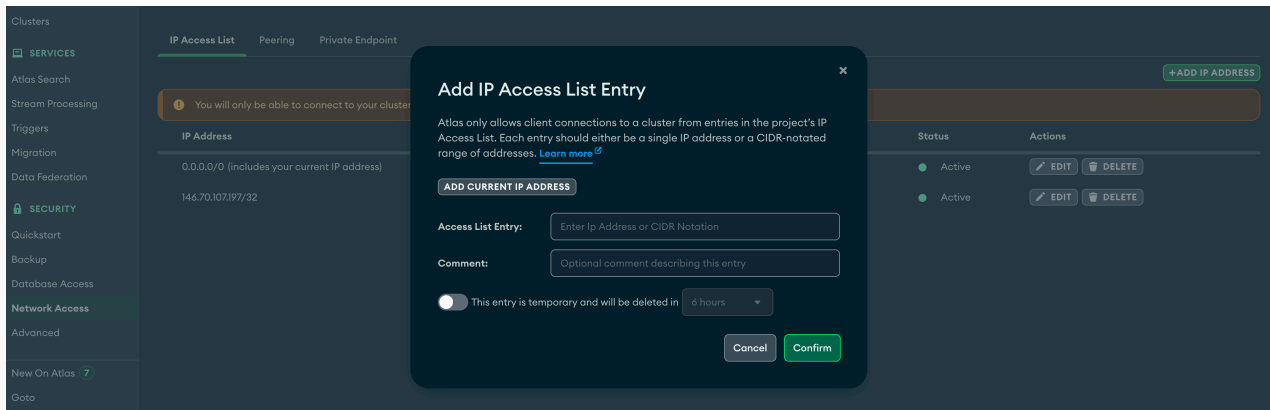 Clusters
SERVICES
Atlas Search
Stream Processing
Triggers
Migration
Data Federation
SECURITY
Quickstart
Backup
Database Access
Network Access
Advanced
New On Atlas 7
Goto
IP Access List Peering Private Endpoint
+ADD IP ADDRESS
You will only be able to connect to your cluster
IP Address Status Actions
0.0.0.0/0 (includes your current IP address) Active EDIT DELETE
146.70.107.197/32 Active EDIT DELETE
Add IP Access List Entry
Atlas only allows client connections to a cluster from entries in the project's IP
Access List. Each entry should either be a single IP address or a CIDR-notated
range of addresses. Learn more
ADD CURRENT IP ADDRESS
Access List Entry: Enter Ip Address or CIDR Notation
Comment: Optional comment describing this entry
This entry is temporary and will be deleted in 6 hours
Cancel Confirm